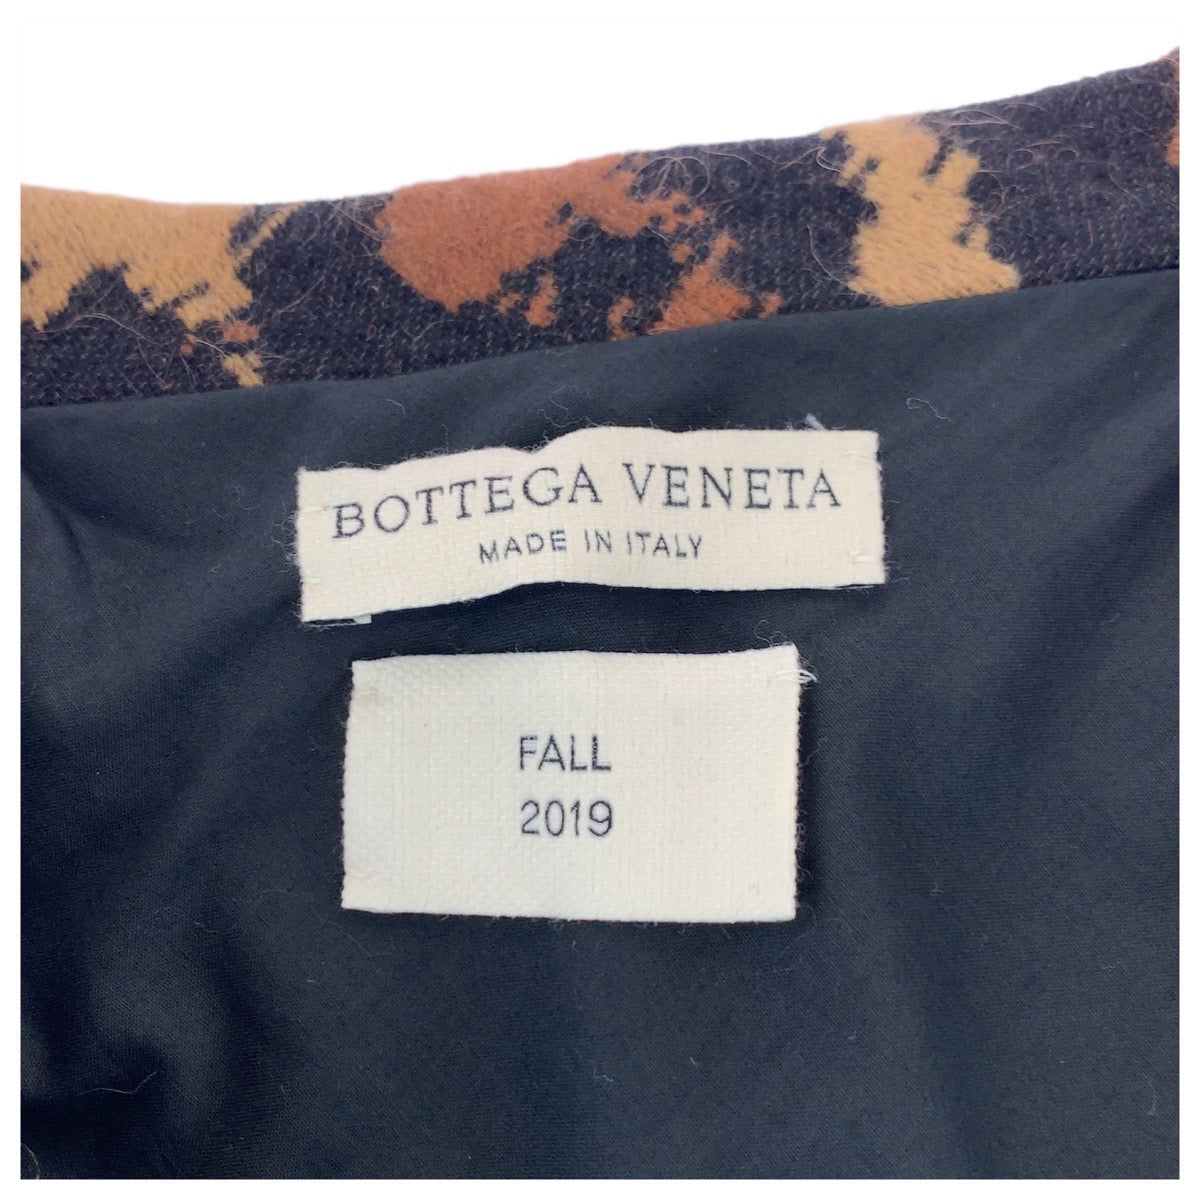 BOTTEGA VENETA
MADE IN ITALY
FALL
2019